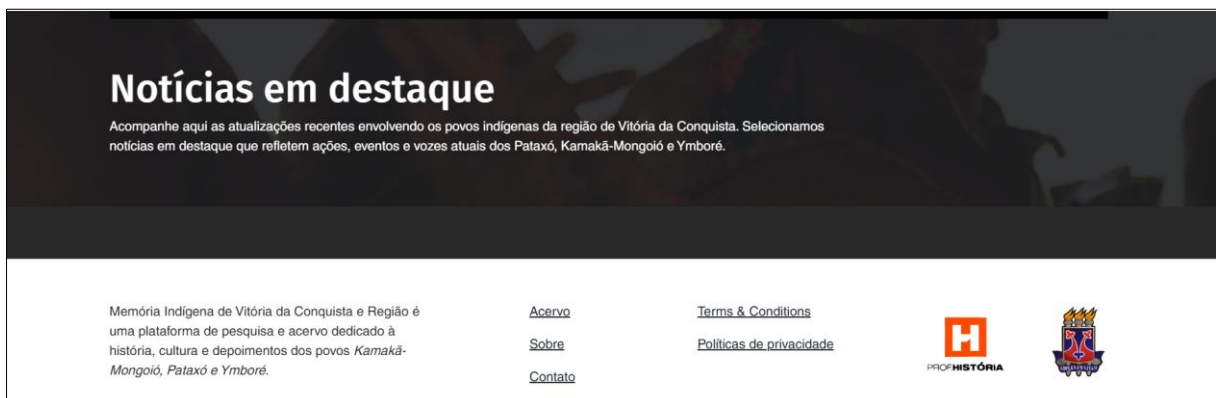 Notícias em destaque
Acompanhe aqui as atualizações recentes envolvendo os povos indígenas da região de Vitória da Conquista. Selecionamos
notícias em destaque que refletem ações, eventos e vozes atuais dos Pataxó, Kamakã-Mongoió e Ymboré.
Memória Indígena de Vitória da Conquista e Região é
uma plataforma de pesquisa e acervo dedicado à
história, cultura e depoimentos dos povos Kamakã-
Mongoió, Pataxó e Ymboré.
Acervo
Sobre
Contato
Terms & Conditions
Políticas de privacidade
PROFHISTÓRIA